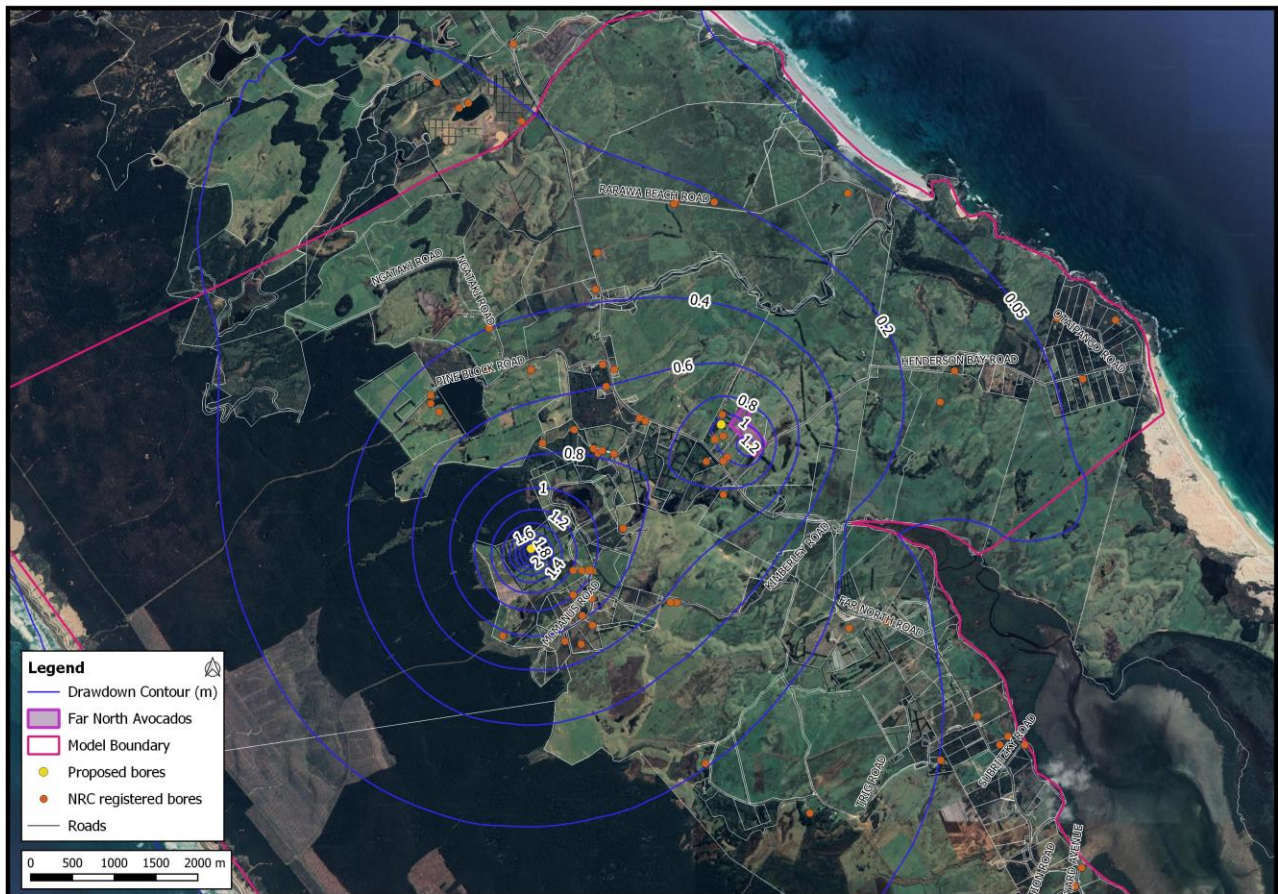 RARAWA BEACH ROAD
NGATAKI ROAD
NGATAKI ROAD
0.4
0.05
0.2
OTAIPANGO ROAD
HENDERSON BAY ROAD
PINE BLOCK ROAD
0.6
0.8
1
1.2
0.8
1
1.2
1.6
1.8
2
1.4
KIMBERLEY ROAD
MCMANUS ROAD
FAR NORTH ROAD
SUBRITZKY ROAD
TRIG ROAD
Legend
Drawdown Contour (m)
Far North Avocados
Model Boundary
Proposed bores
NRC registered bores
Roads
0 500 1000 1500 2000 m